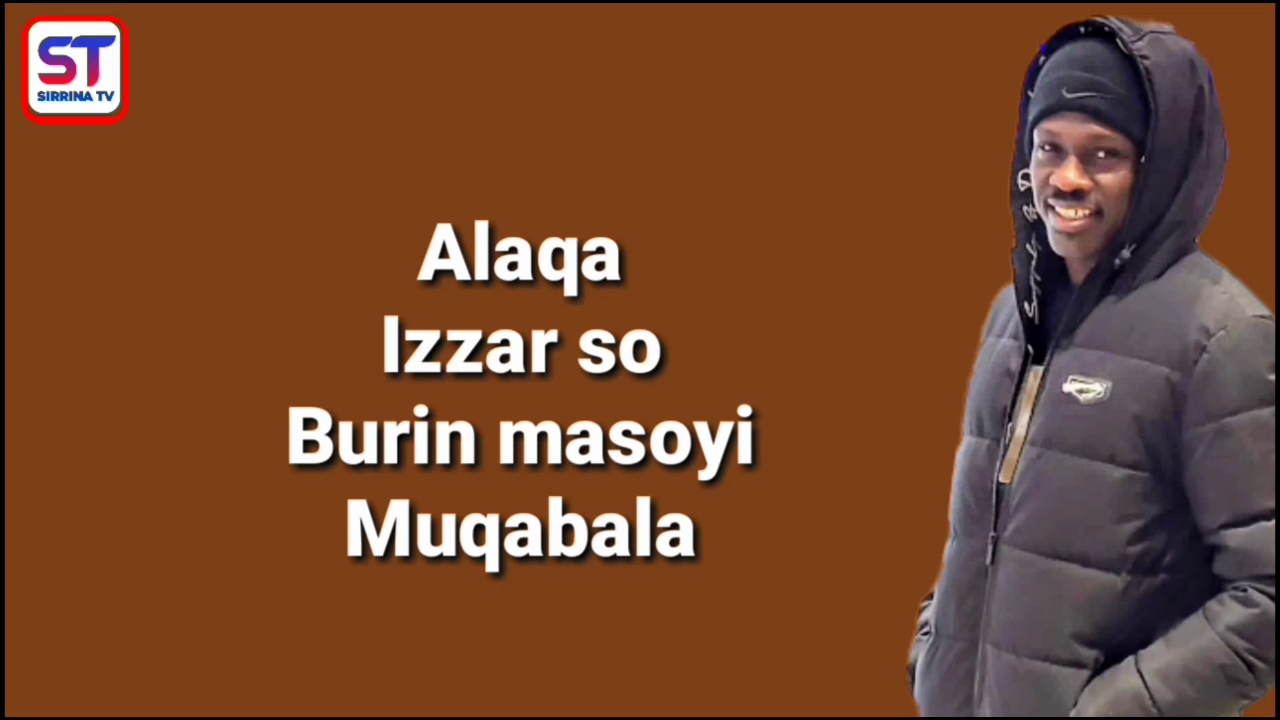 ST
SIRRINA TV
Alaqa
Izzar so
Burin masoyi
Muqabala